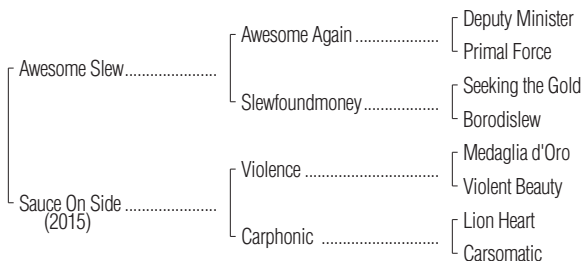 Deputy Minister
Awesome Again ....................
Primal Force
Awesome Slew......................
Seeking the Gold
Slewfoundmoney..................
Borodislew
Medaglia d'Oro
Violence ................................
Violent Beauty
Sauce On Side ......................
(2015)
Lion Heart
Carphonic ............................
Carsomatic